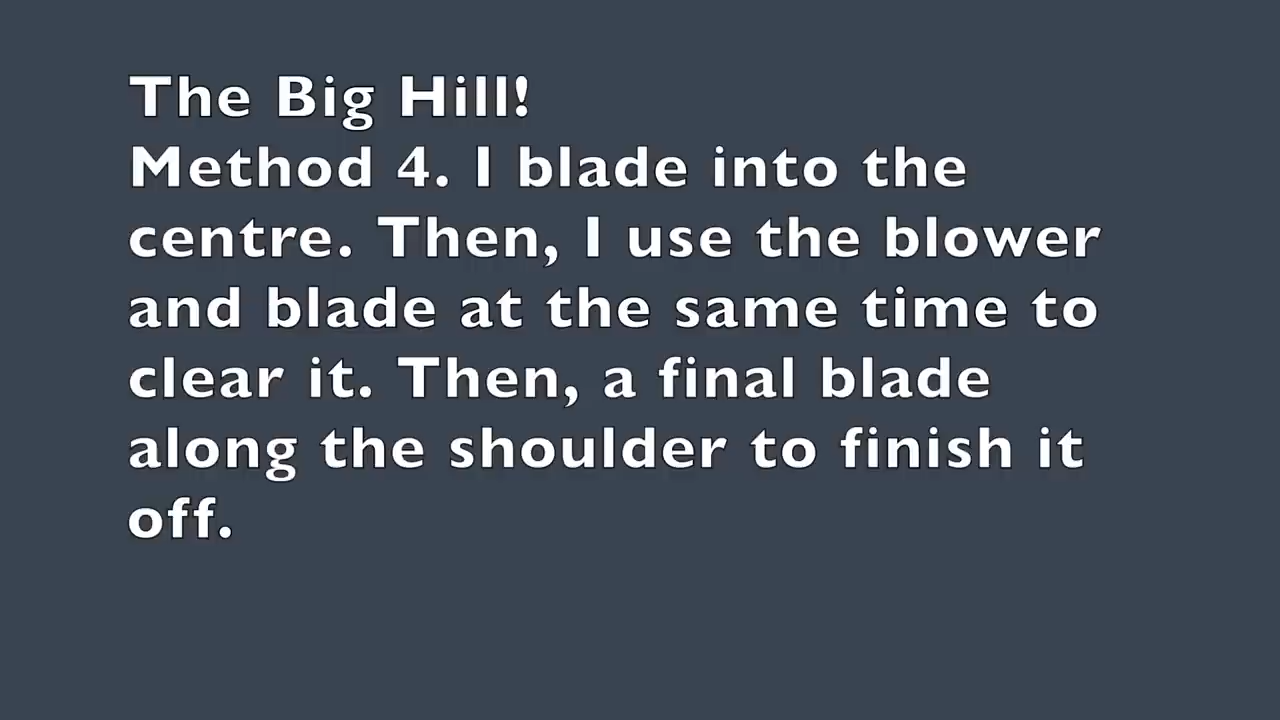 The Big Hill!
Method 4. I blade into the
centre. Then, I use the blower
and blade at the same time to
clear it. Then, a final blade
along the shoulder to finish it
off.